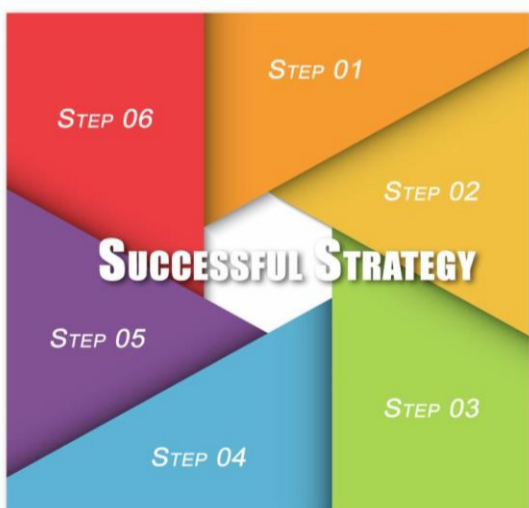 STEP 01
STEP 02
STEP 03
STEP 04
STEP 05
STEP 06
SUCCESSFUL STRATEGY